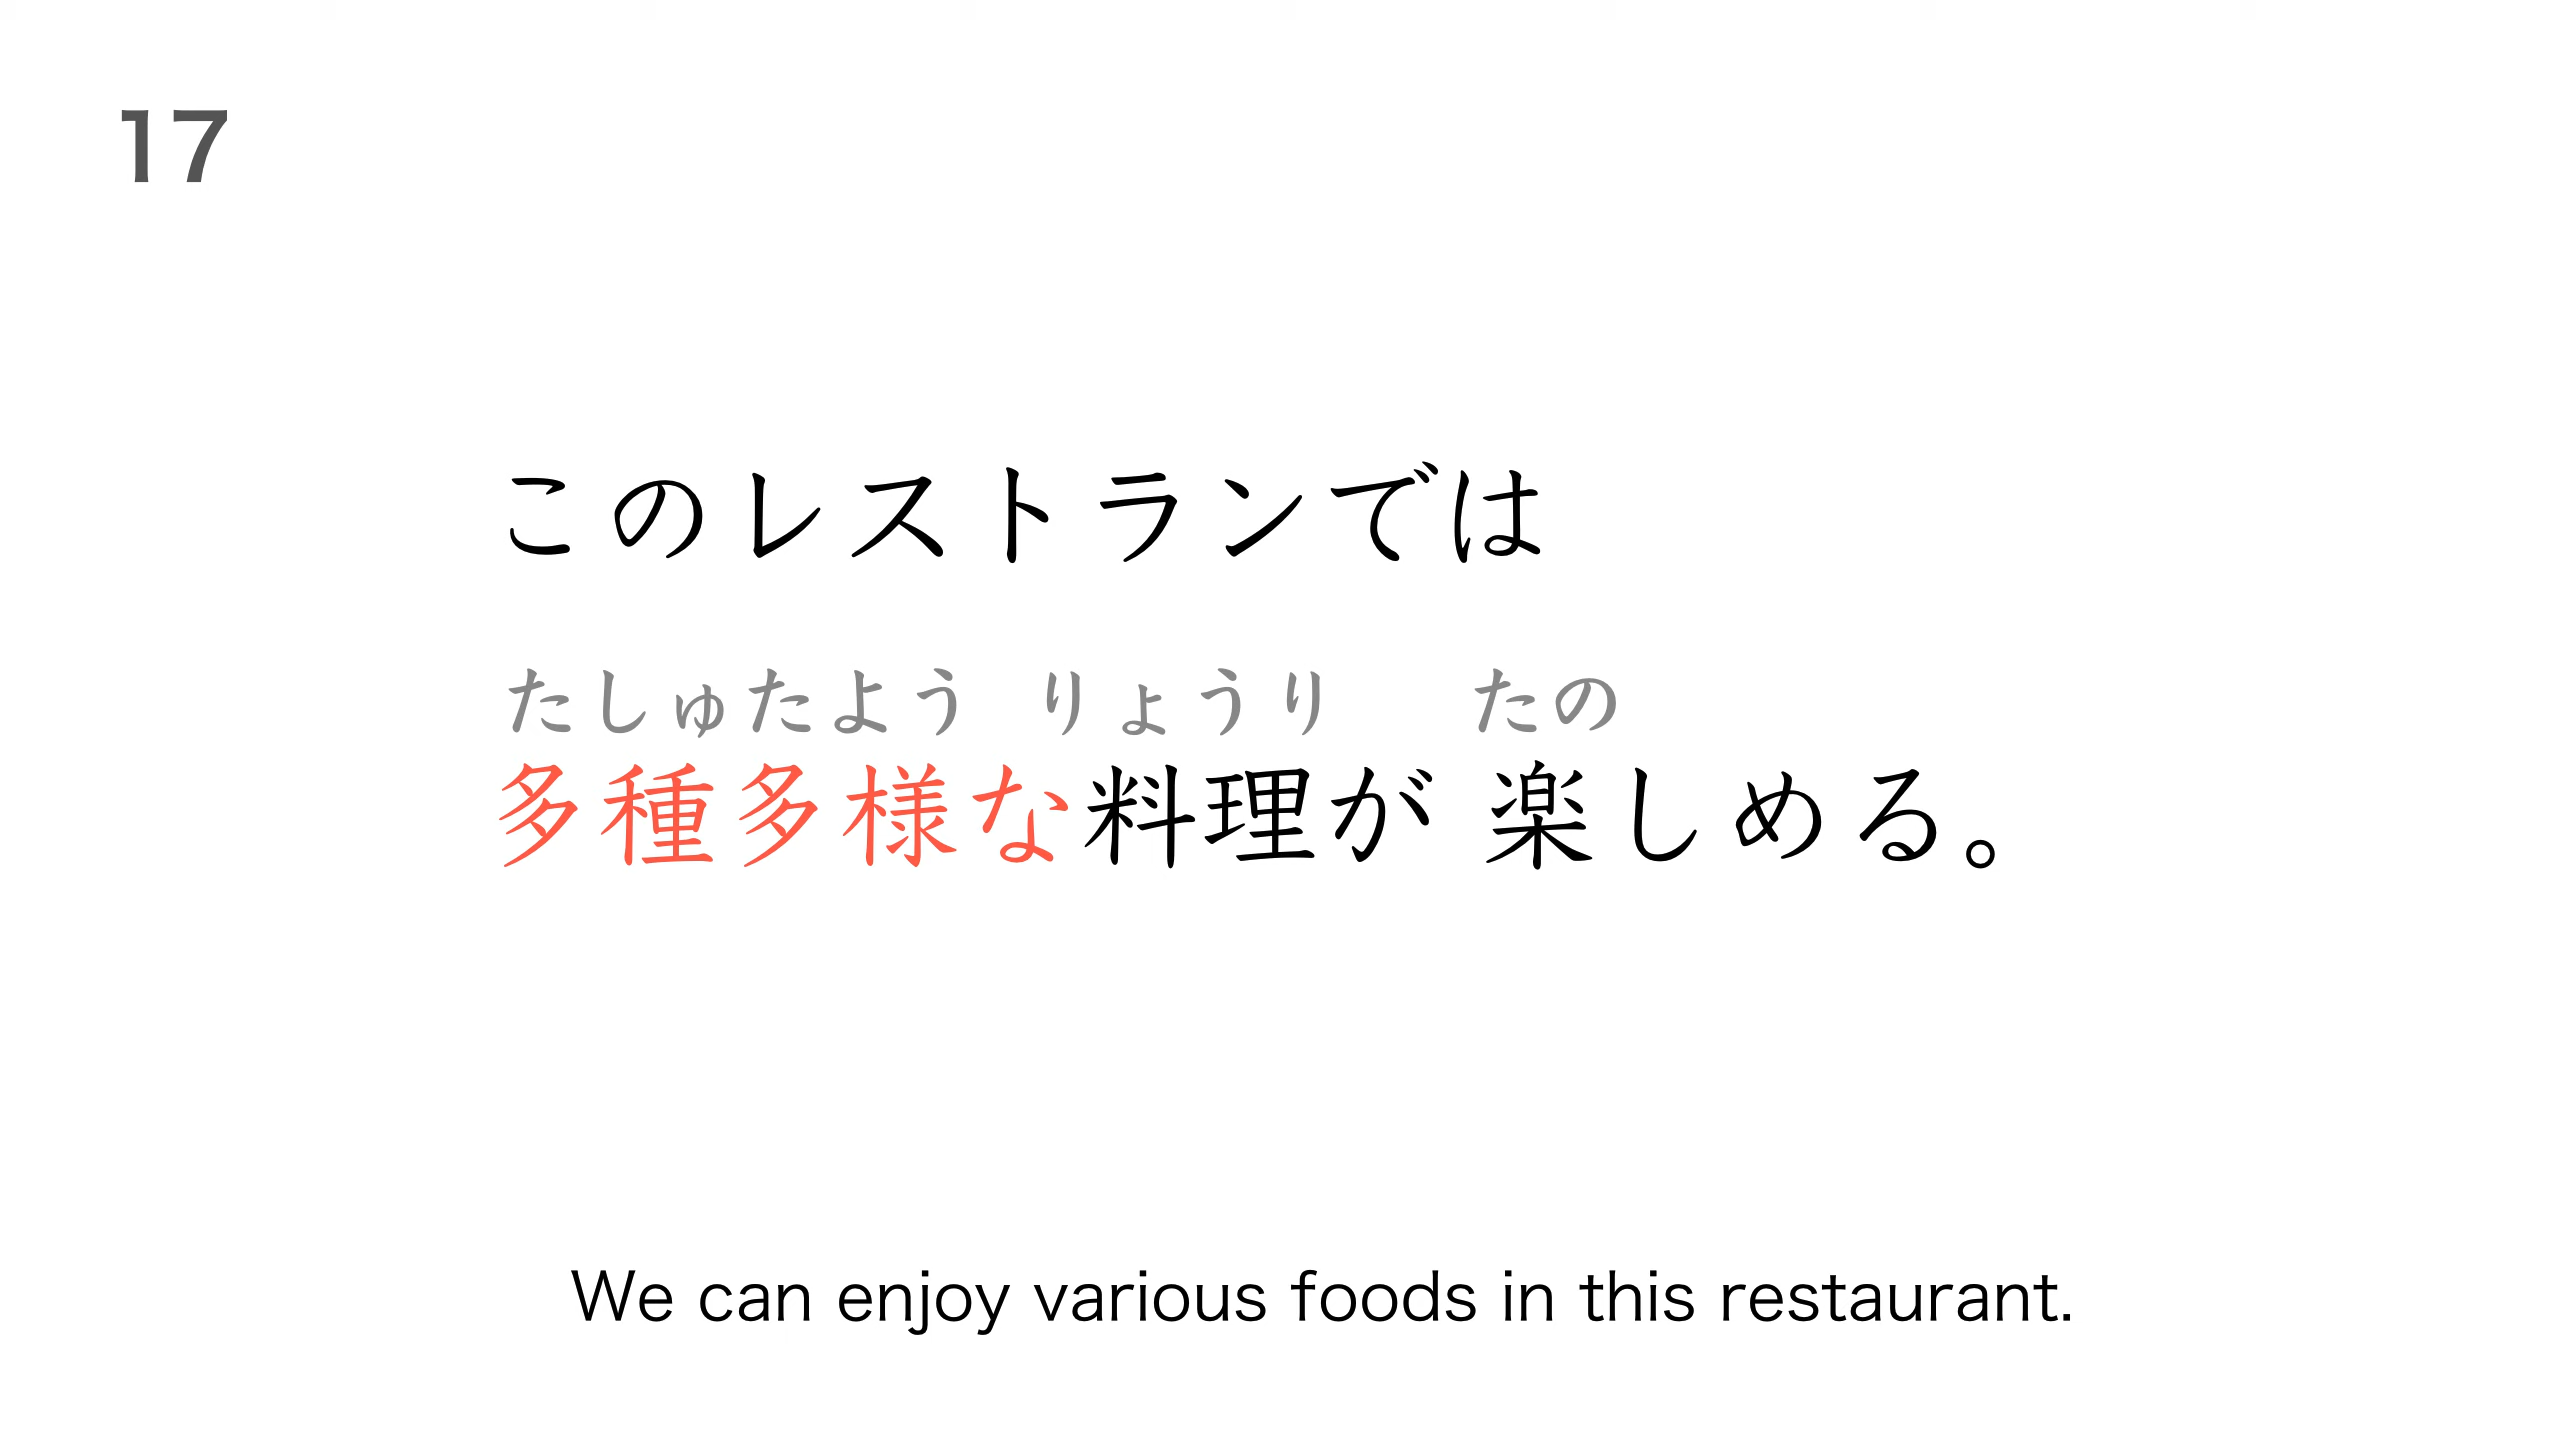 17
このレストランでは
たしゅたよう りょうり たの
多種多様な料理が 楽しめる。
We can enjoy various foods in this restaurant.